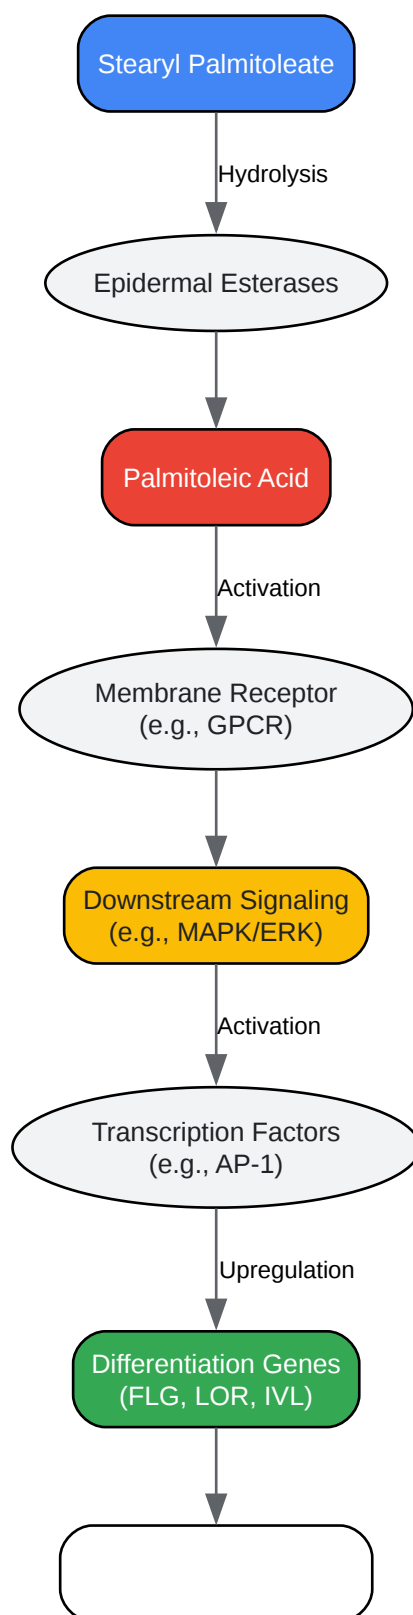 Stearyl Palmitoleate
Hydrolysis
Epidermal Esterases
Palmitoleic Acid
Activation
Membrane Receptor
(e.g., GPCR)
Downstream Signaling
(e.g., MAPK/ERK)
Activation
Transcription Factors
(e.g., AP-1)
Upregulation
Differentiation Genes
(FLG, LOR, IVL)